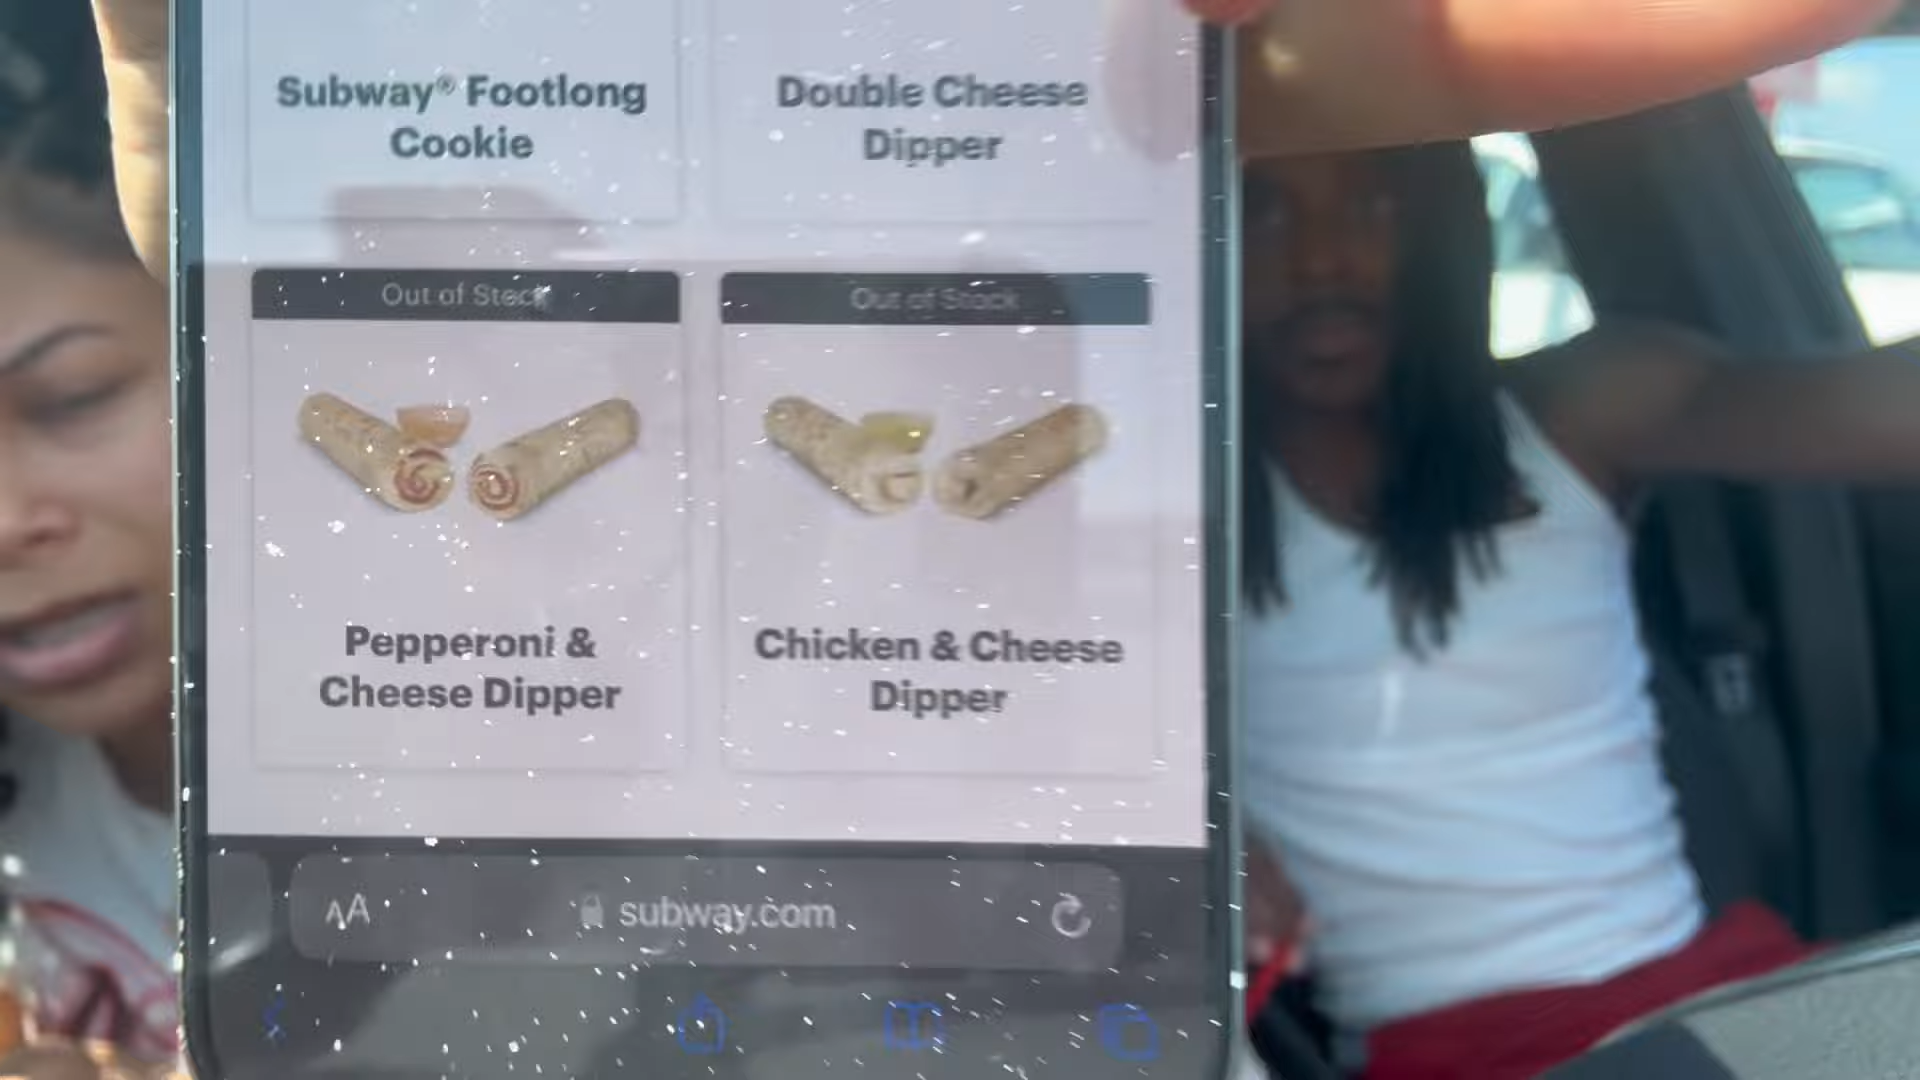 Subway® Footlong
Cookie
Double Cheese
Dipper
Out of Stock
Pepperoni &
Cheese Dipper
Out of Stock
Chicken & Cheese
Dipper
AA
subway.com